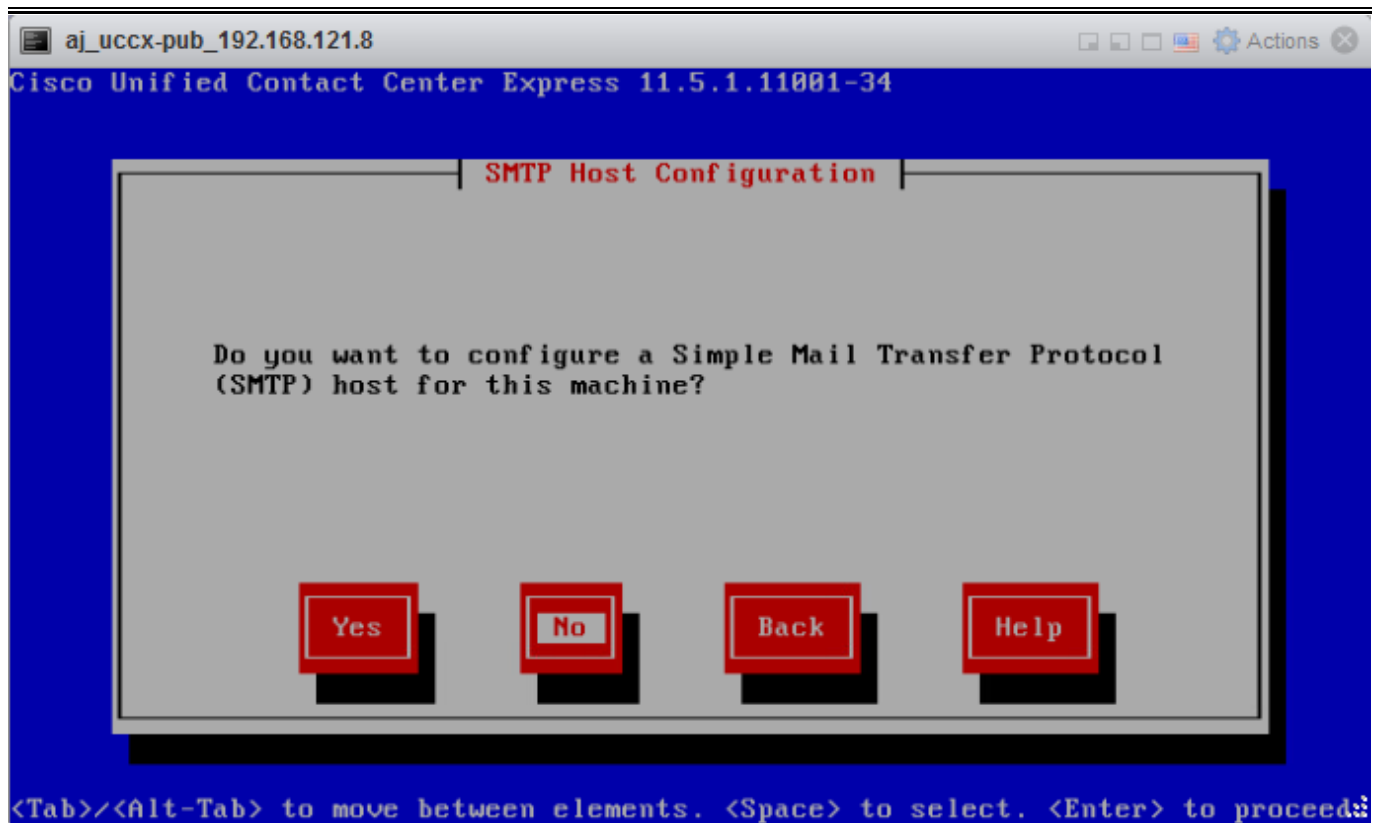 aj_uccx-pub_192.168.121.8 Actions
Cisco Unified Contact Center Express 11.5.1.11001-34
SMTP Host Configuration
Do you want to configure a Simple Mail Transfer Protocol
(SMTP) host for this machine?
Yes No Back Help
<Tab>/<Alt-Tab> to move between elements. <Space> to select. <Enter> to proceed